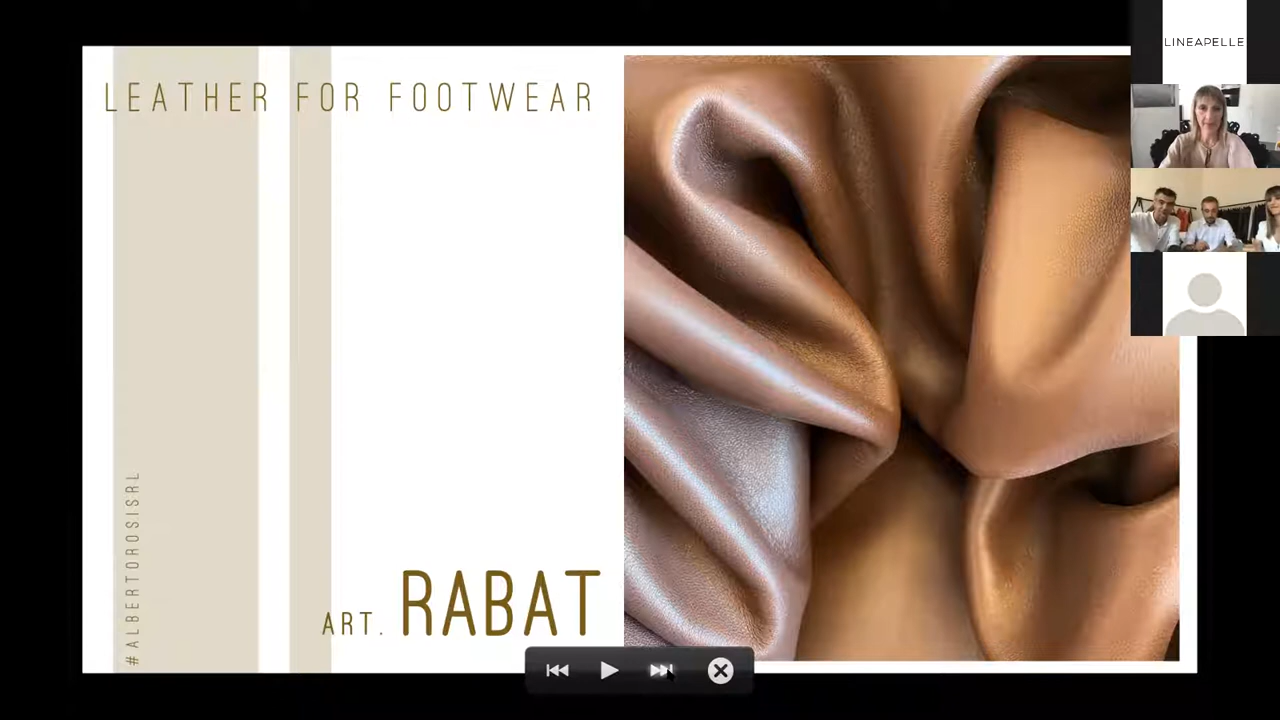 LINEAPELLE
LEATHER FOR FOOTWEAR
#ALBERTOROSISRL
ART. RABAT